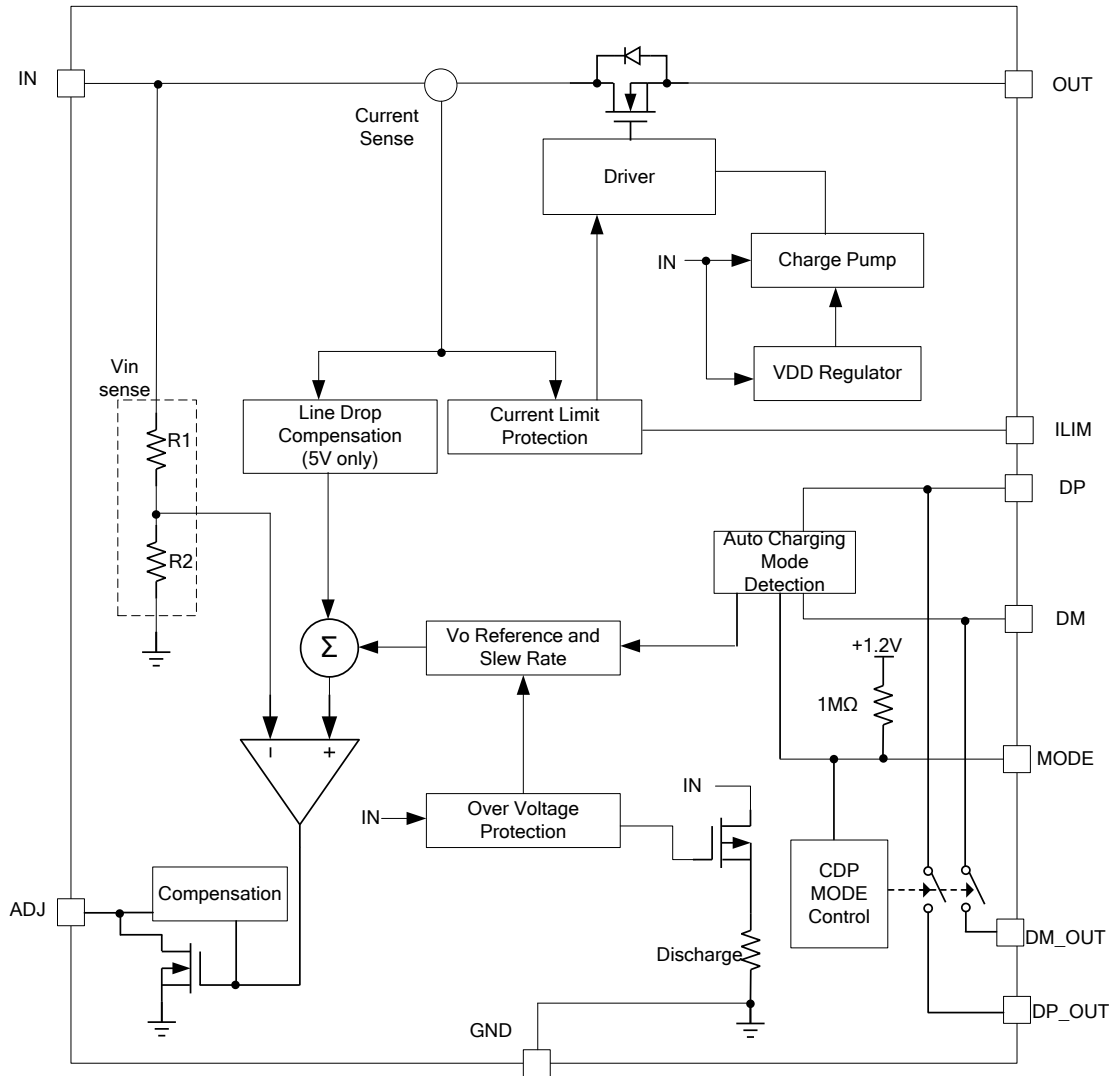 IN
OUT
Current
Sense
Driver
IN
Charge Pump
VDD Regulator
Vin
sense
R1
R2
Line Drop
Compensation
(5V only)
Current Limit
Protection
ILIM
DP
Auto Charging
Mode
Detection
DM
+1.2V
1MΩ
Σ
Vo Reference and
Slew Rate
MODE
– +
IN
Over Voltage
Protection
IN
CDP
MODE
Control
Compensation
ADJ
Discharge
DM_OUT
DP_OUT
GND